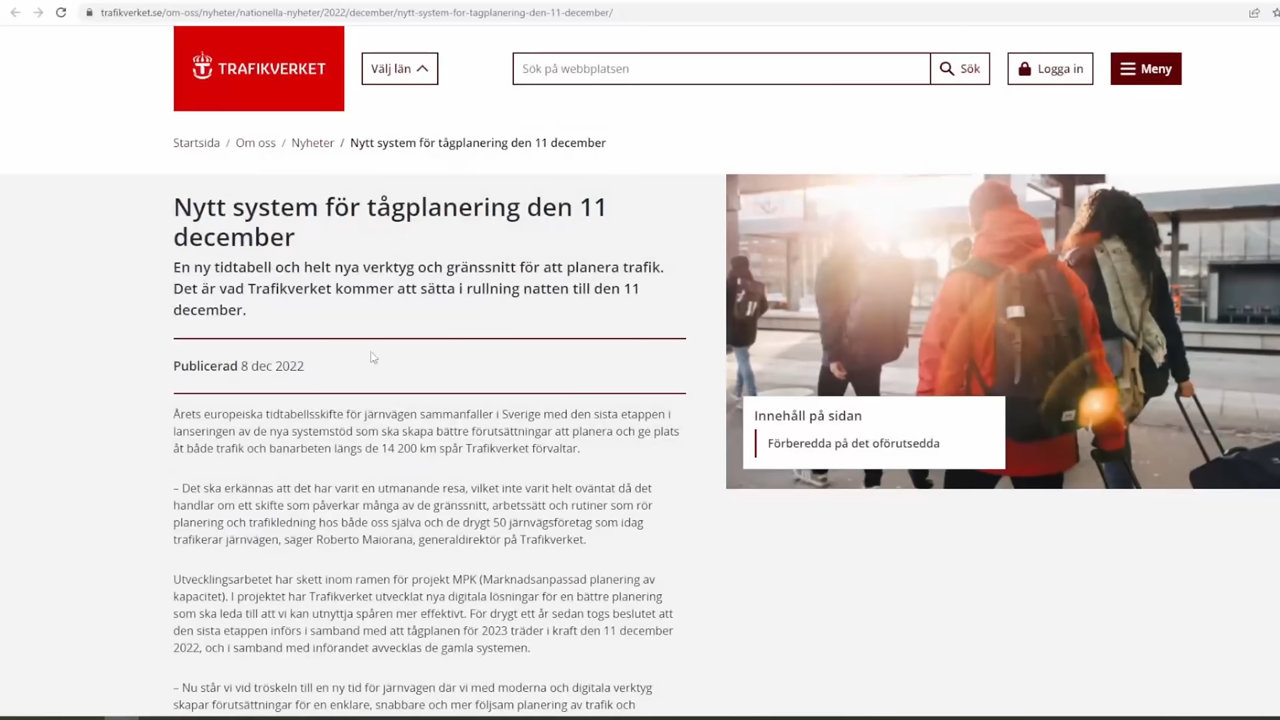 trafikverket.se/om-oss/nyheter/nationella-nyheter/2022/december/nytt-system-for-tagplanering-den-11-december/
TRAFIKVERKET
Välj län
Sök på webbplatsen
Sök
Logga in
Meny
Startsida / Om oss / Nyheter / Nytt system för tågplanering den 11 december
Nytt system för tågplanering den 11
december
En ny tidtabell och helt nya verktyg och gränssnitt för att planera trafik.
Det är vad Trafikverket kommer att sätta i rullning natten till den 11
december.
Publicerad 8 dec 2022
Årets europeiska tidtabellsskifte för järnvägen sammanfaller i Sverige med den sista etappen i
lanseringen av de nya systemstöd som ska skapa bättre förutsättningar att planera och ge plats
åt både trafik och banarbeten längs de 14 200 km spår Trafikverket förvaltar.
– Det ska erkännas att det har varit en utmanande resa, vilket inte varit helt oväntat då det
handlar om ett skifte som påverkar många av de gränssnitt, arbetssätt och rutiner som rör
planering och trafikledning hos både oss själva och de drygt 50 järnvägsföretag som idag
trafikerar järnvägen, säger Roberto Maiorana, generaldirektör på Trafikverket.
Utvecklingsarbetet har skett inom ramen för projekt MPK (Marknadsanpassad planering av
kapacitet). I projektet har Trafikverket utvecklat nya digitala lösningar för en bättre planering
som ska leda till att vi kan utnyttja spåren mer effektivt. För drygt ett år sedan togs beslutet att
den sista etappen införs i samband med att tågplanen för 2023 träder i kraft den 11 december
2022, och i samband med införandet avvecklas de gamla systemen.
– Nu står vi vid tröskeln till en ny tid för järnvägen där vi med moderna och digitala verktyg
skapar förutsättningar för en enklare, snabbare och mer följsam planering av trafik och
Innehåll på sidan
Förberedda på det oförutsedda